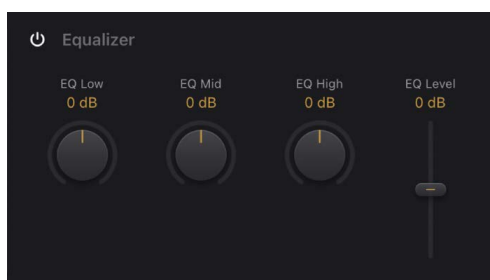 Equalizer
EQ Low EQ Mid EQ High EQ Level
0 dB 0 dB 0 dB 0 dB